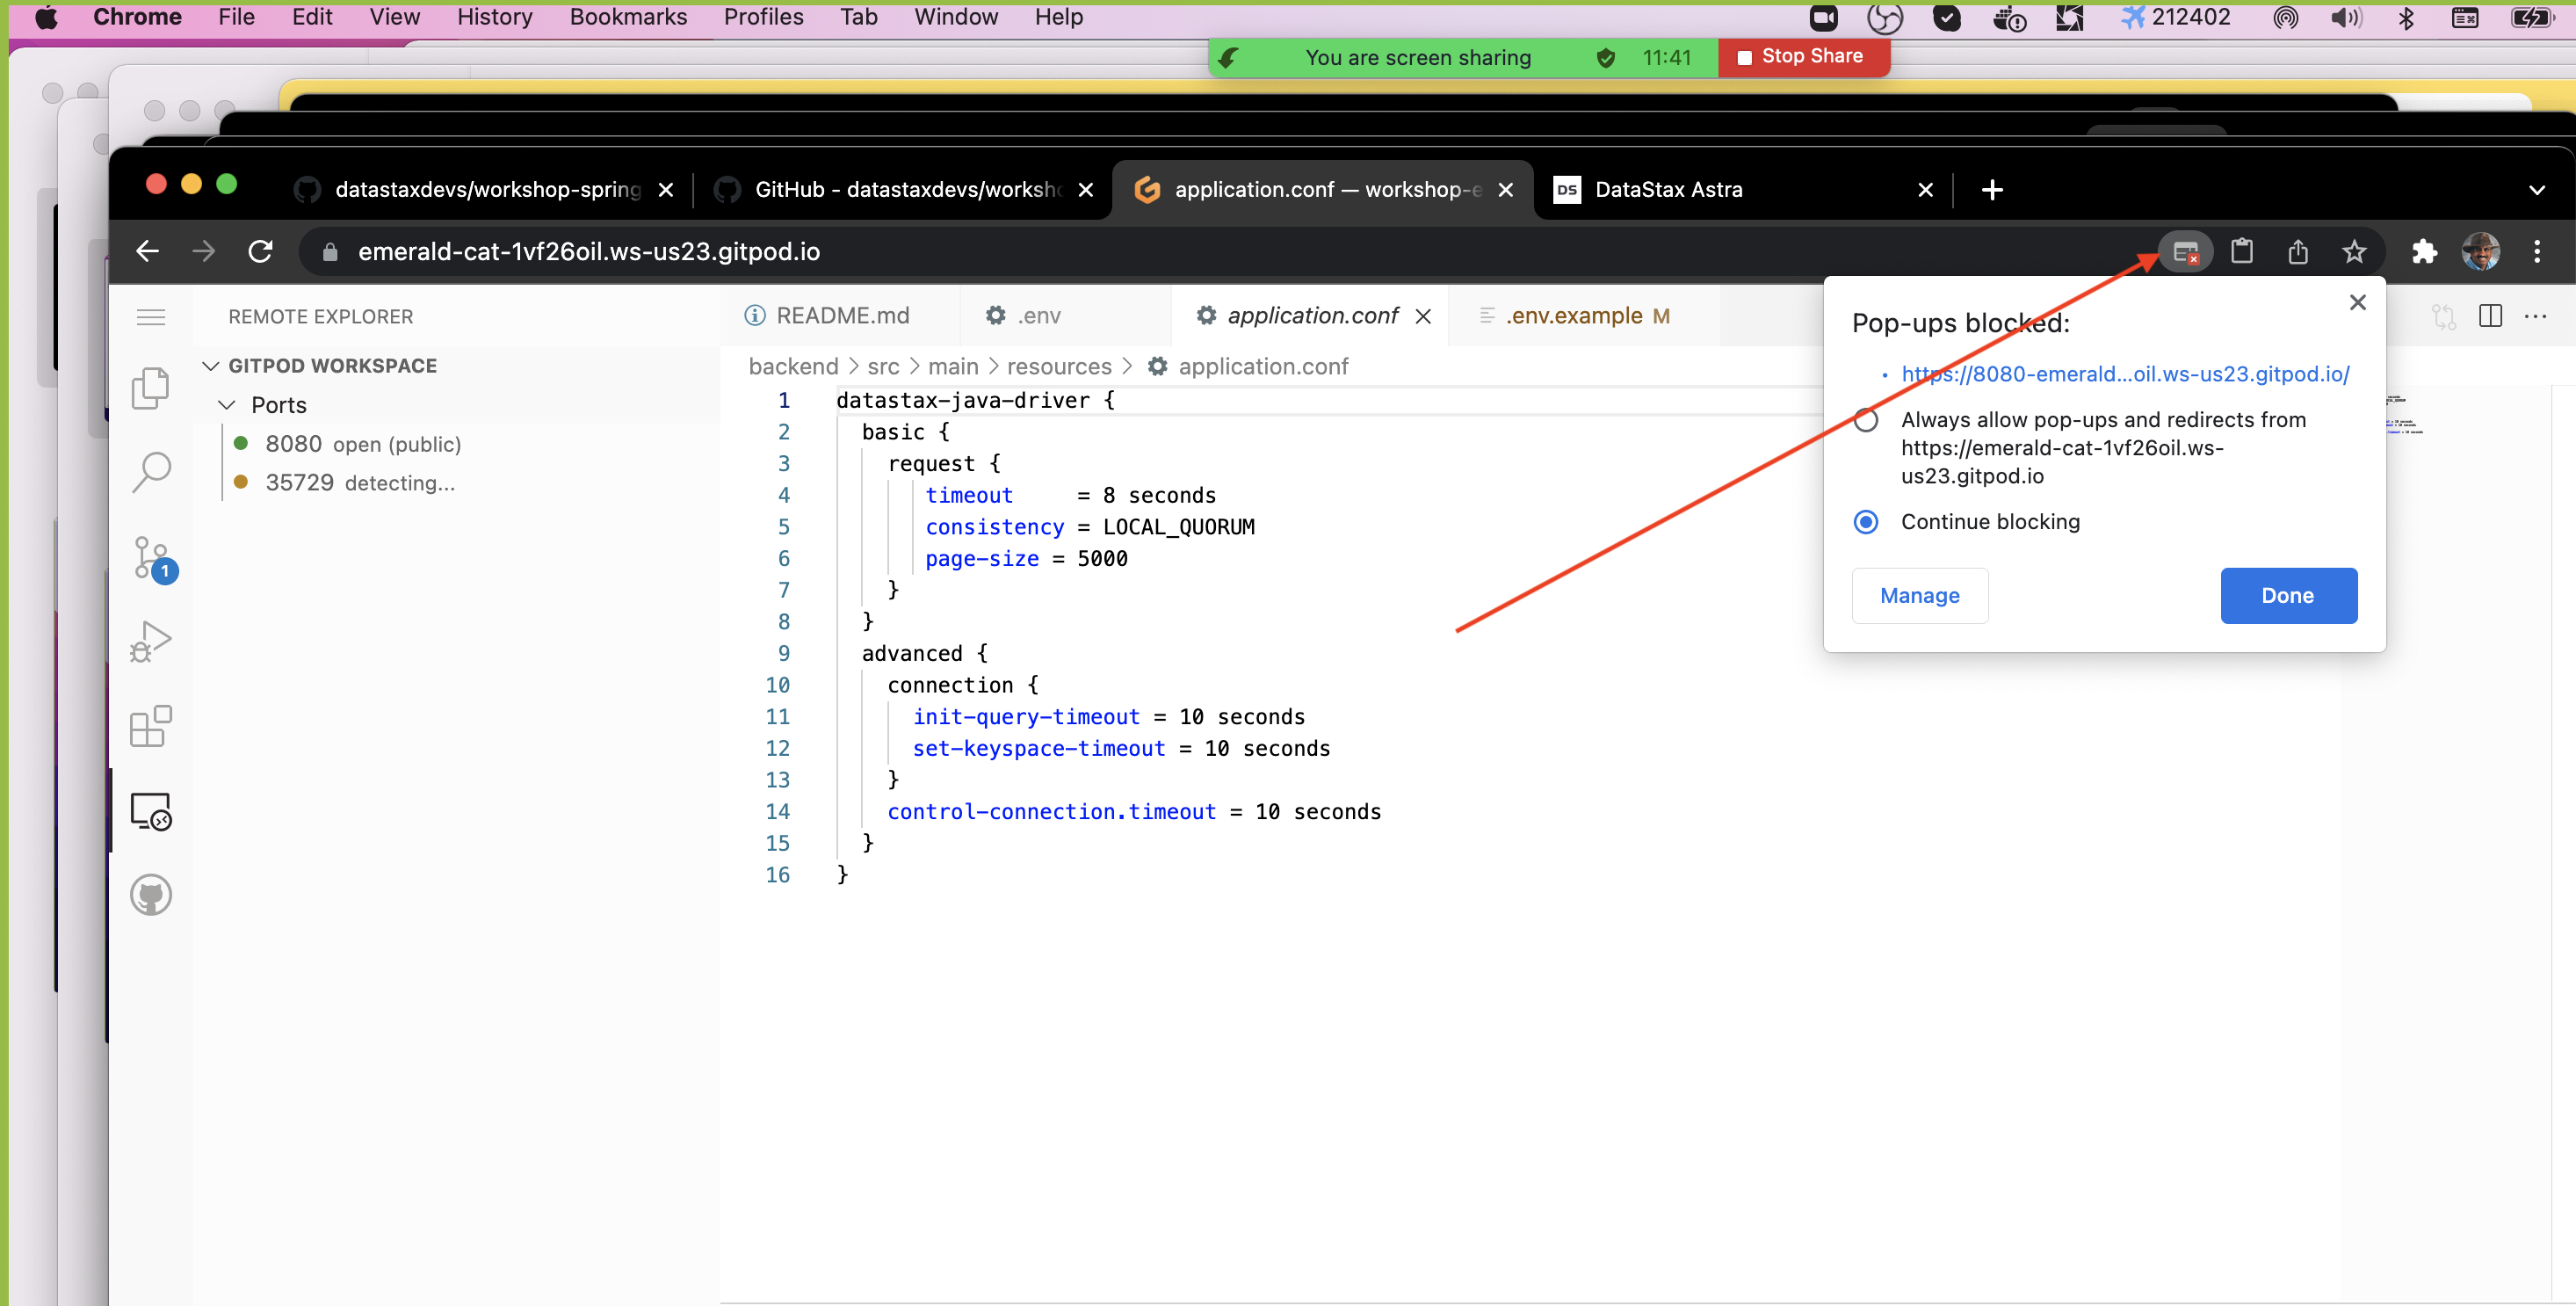 Chrome File Edit View History Bookmarks Profiles Tab Window Help 212402
You are screen sharing 11:41 Stop Share
datastaxdevs/workshop-spring GitHub - datastaxdevs/worksho application.conf — workshop-e DS DataStax Astra
emerald-cat-1vf26oil.ws-us23.gitpod.io
REMOTE EXPLORER
GITPOD WORKSPACE
Ports
8080 open (public)
35729 detecting...
1
README.md .env application.conf .env.example M
backend > src > main > resources > application.conf
1 datastax-java-driver {
2 basic {
3 request {
4 timeout = 8 seconds
5 consistency = LOCAL_QUORUM
6 page-size = 5000
7 }
8 }
9 advanced {
10 connection {
11 init-query-timeout = 10 seconds
12 set-keyspace-timeout = 10 seconds
13 }
14 control-connection.timeout = 10 seconds
15 }
16 }
Pop-ups blocked:
• https://8080-emerald...oil.ws-us23.gitpod.io/
Always allow pop-ups and redirects from
https://emerald-cat-1vf26oil.ws-
us23.gitpod.io
Continue blocking
Manage Done